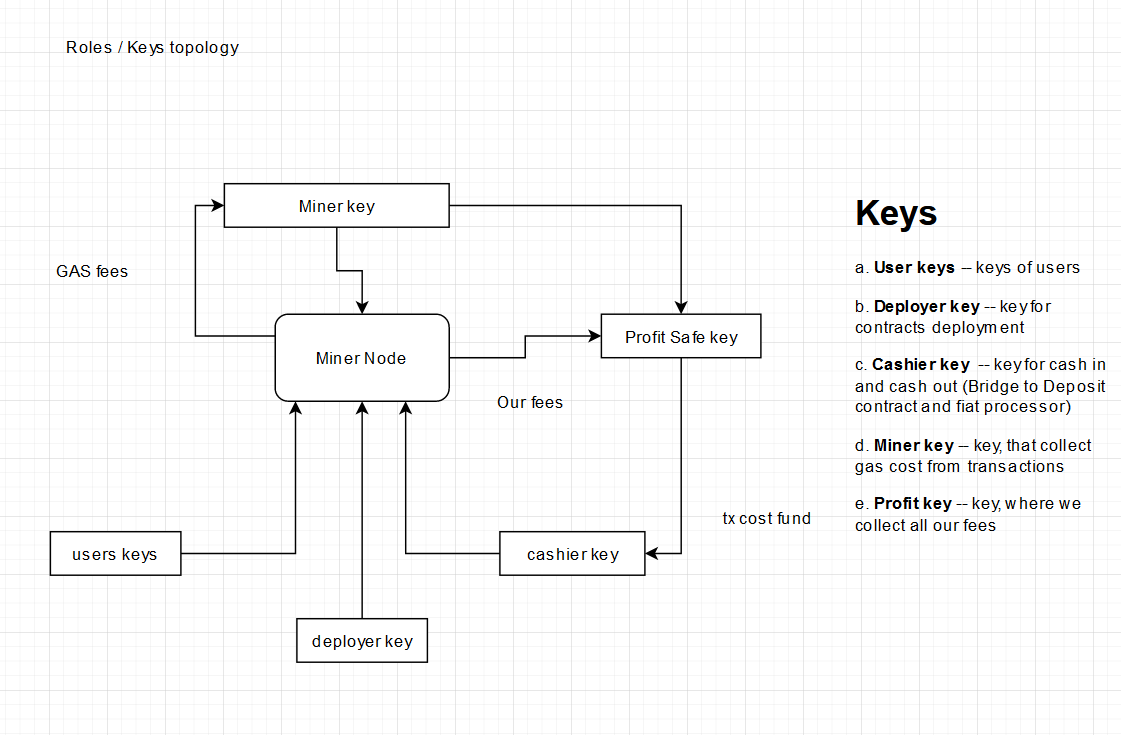 Roles / Keys topology
Miner key
GAS fees
Miner Node
Profit Safe key
Our fees
tx cost fund
users keys
cashier key
deployer key
Keys
a. User keys -- keys of users
b. Deployer key -- key for
contracts deployment
c. Cashier key -- key for cash in
and cash out (Bridge to Deposit
contract and fiat processor)
d. Miner key -- key, that collect
gas cost from transactions
e. Profit key -- key, where we
collect all our fees